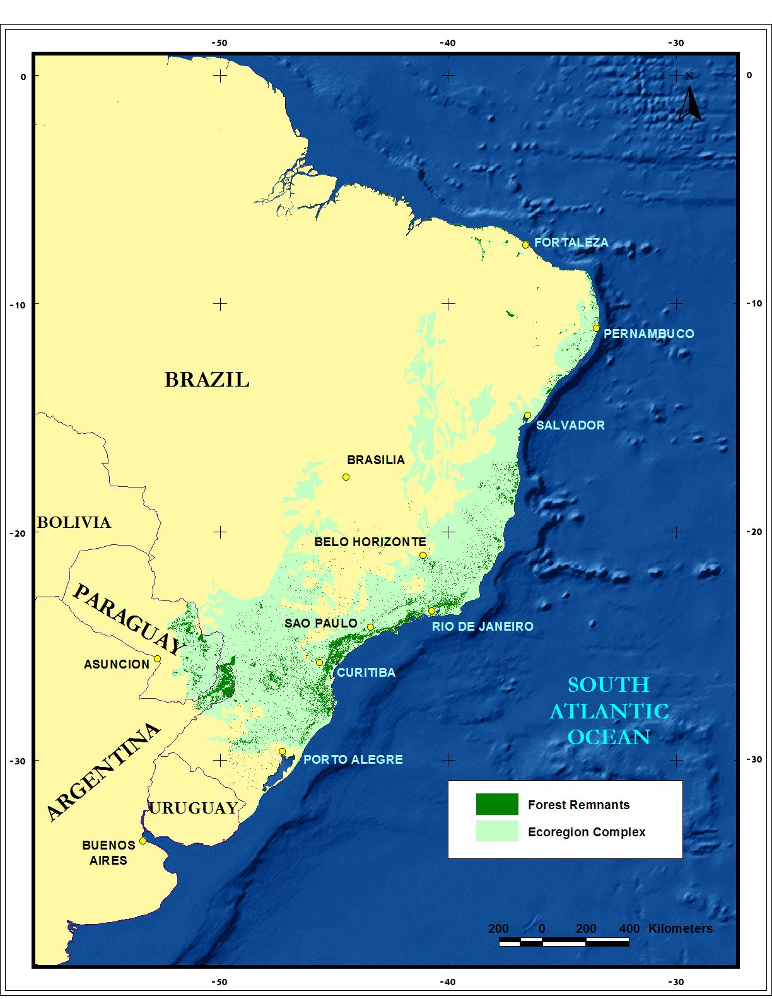 -50 -40 -30
0 0
N
FORTALEZA
-10 -10
PERNAMBUCO
BRAZIL
SALVADOR
BRASILIA
BOLIVIA
-20 -20
BELO HORIZONTE
PARAGUAY
SAO PAULO
RIO DE JANEIRO
ASUNCION
CURITIBA
SOUTH
ATLANTIC
OCEAN
ARGENTINA
-30 -30
PORTO ALEGRE
URUGUAY
Forest Remnants
Ecoregion Complex
BUENOS
AIRES
200 0 200 400 Kilometers
-50 -40 -30